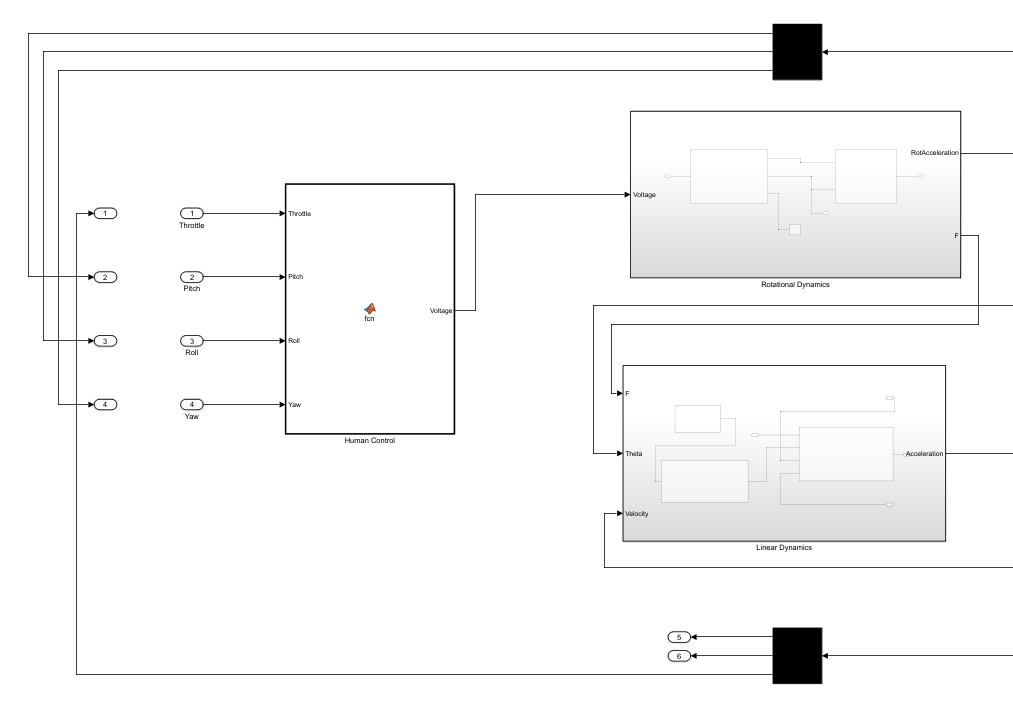 RotAcceleration
Voltage
F
Rotational Dynamics
1
1
Throttle
Throttle
2
2
Pitch
Pitch
fcn
Voltage
3
3
Roll
Roll
4
4
Yaw
Yaw
Human Control
F
Theta
Acceleration
Velocity
Linear Dynamics
5
6